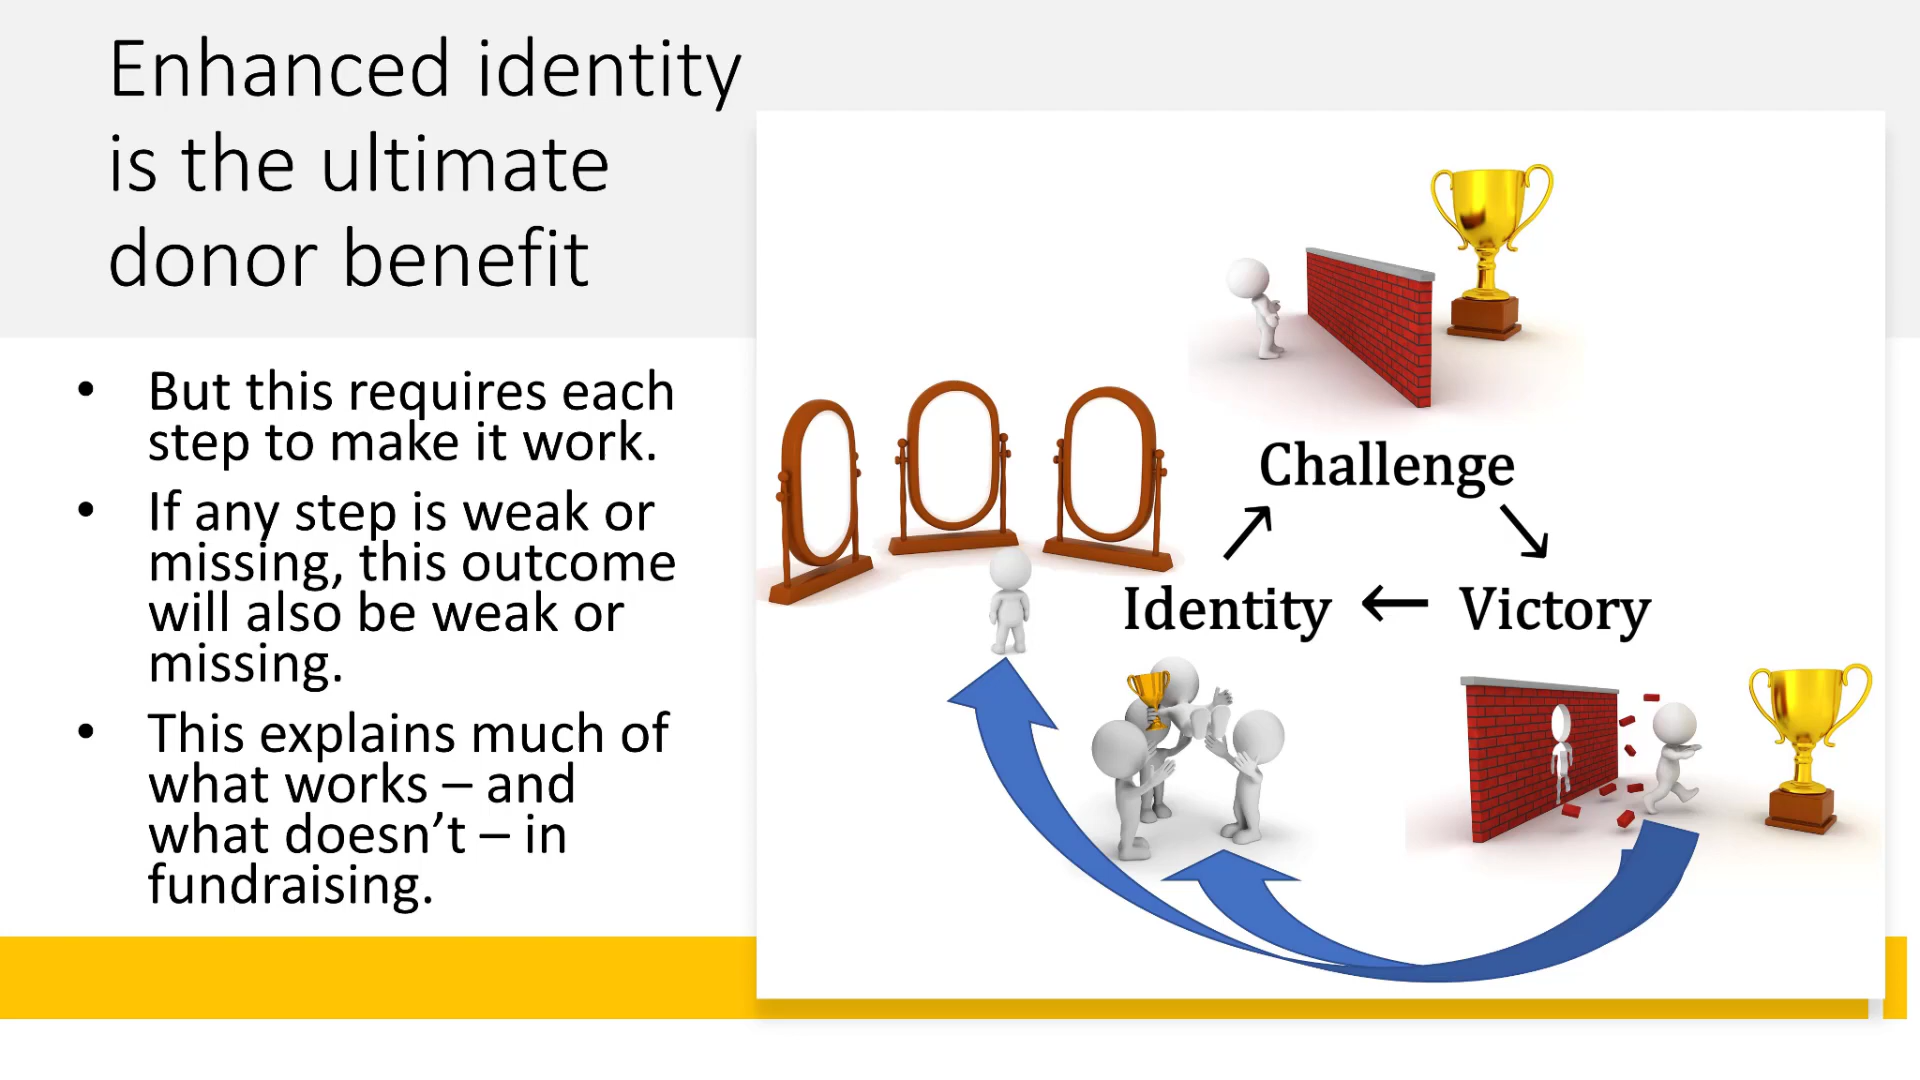 Enhanced identity
is the ultimate
donor benefit
• But this requires each
step to make it work.
• If any step is weak or
missing, this outcome
will also be weak or
missing.
• This explains much of
what works – and
what doesn’t – in
fundraising.
Challenge
Identity ← Victory